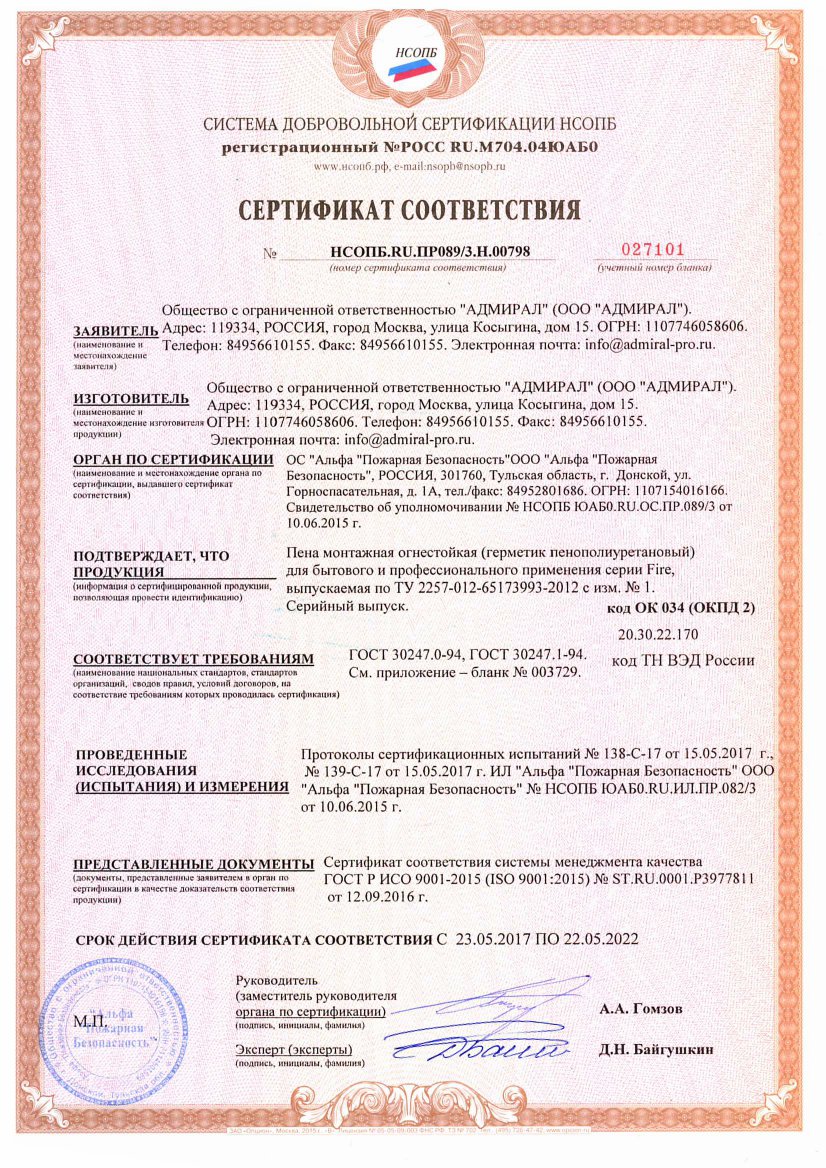 НСОПБ
СИСТЕМА ДОБРОВОЛЬНОЙ СЕРТИФИКАЦИИ НСОПБ
регистрационный №РОСС RU.М704.04ЮАБ0
www.нсопб.рф, e-mail:nsopb@nsopb.ru
СЕРТИФИКАТ СООТВЕТСТВИЯ
№ НСОПБ.RU.ПР089/3.Н.00798 027101
(номер сертификата соответствия) (учетный номер бланка)
Общество с ограниченной ответственностью "АДМИРАЛ" (ООО "АДМИРАЛ").
ЗАЯВИТЕЛЬ Адрес: 119334, РОССИЯ, город Москва, улица Косыгина, дом 15. ОГРН: 1107746058606.
(наименование и Телефон: 84956610155. Факс: 84956610155. Электронная почта: info@admiral-pro.ru.
местонахождение
заявителя)
Общество с ограниченной ответственностью "АДМИРАЛ" (ООО "АДМИРАЛ").
ИЗГОТОВИТЕЛЬ Адрес: 119334, РОССИЯ, город Москва, улица Косыгина, дом 15.
(наименование и
местонахождение изготовителя ОГРН: 1107746058606. Телефон: 84956610155. Факс: 84956610155.
продукции) Электронная почта: info@admiral-pro.ru.
ОРГАН ПО СЕРТИФИКАЦИИ ОС "Альфа "Пожарная Безопасность"ООО "Альфа "Пожарная
(наименование и местонахождение органа по Безопасность", РОССИЯ, 301760, Тульская область, г. Донской, ул.
сертификации, выдавшего сертификат Горноспасательная, д. 1А, тел./факс: 84952801686. ОГРН: 1107154016166.
соответствия) Свидетельство об уполномочивании № НСОПБ ЮАБ0.RU.ОС.ПР.089/3 от
10.06.2015 г.
ПОДТВЕРЖДАЕТ, ЧТО Пена монтажная огнестойкая (герметик пенополиуретановый)
ПРОДУКЦИЯ для бытового и профессионального применения серии Fire,
(информация о сертифицированной продукции, выпускаемая по ТУ 2257-012-65173993-2012 с изм. № 1.
позволяющая провести идентификацию)
Серийный выпуск. код ОК 034 (ОКПД 2)
20.30.22.170
СООТВЕТСТВУЕТ ТРЕБОВАНИЯМ ГОСТ 30247.0-94, ГОСТ 30247.1-94. код ТН ВЭД России
(наименование национальных стандартов, стандартов См. приложение – бланк № 003729.
организаций, сводов правил, условий договоров, на
соответствие требованиям которых проводилась сертификация)
ПРОВЕДЕННЫЕ Протоколы сертификационных испытаний № 138-С-17 от 15.05.2017 г.,
ИССЛЕДОВАНИЯ № 139-С-17 от 15.05.2017 г. ИЛ "Альфа "Пожарная Безопасность" ООО
(ИСПЫТАНИЯ) И ИЗМЕРЕНИЯ "Альфа "Пожарная Безопасность" № НСОПБ ЮАБ0.RU.ИЛ.ПР.082/3
от 10.06.2015 г.
ПРЕДСТАВЛЕННЫЕ ДОКУМЕНТЫ Сертификат соответствия системы менеджмента качества
(документы, представленные заявителем в орган по ГОСТ Р ИСО 9001-2015 (ISO 9001:2015) № ST.RU.0001.P3977811
сертификации в качестве доказательств соответствия
продукции) от 12.09.2016 г.
СРОК ДЕЙСТВИЯ СЕРТИФИКАТА СООТВЕТСТВИЯ С 23.05.2017 ПО 22.05.2022
Руководитель
(заместитель руководителя
органа по сертификации) А.А. Гомзов
(подпись, инициалы, фамилия)
М.П.
"Альфа
Пожарная
Безопасность"
Эксперт (эксперты) Д.Н. Байгушкин
(подпись, инициалы, фамилия)